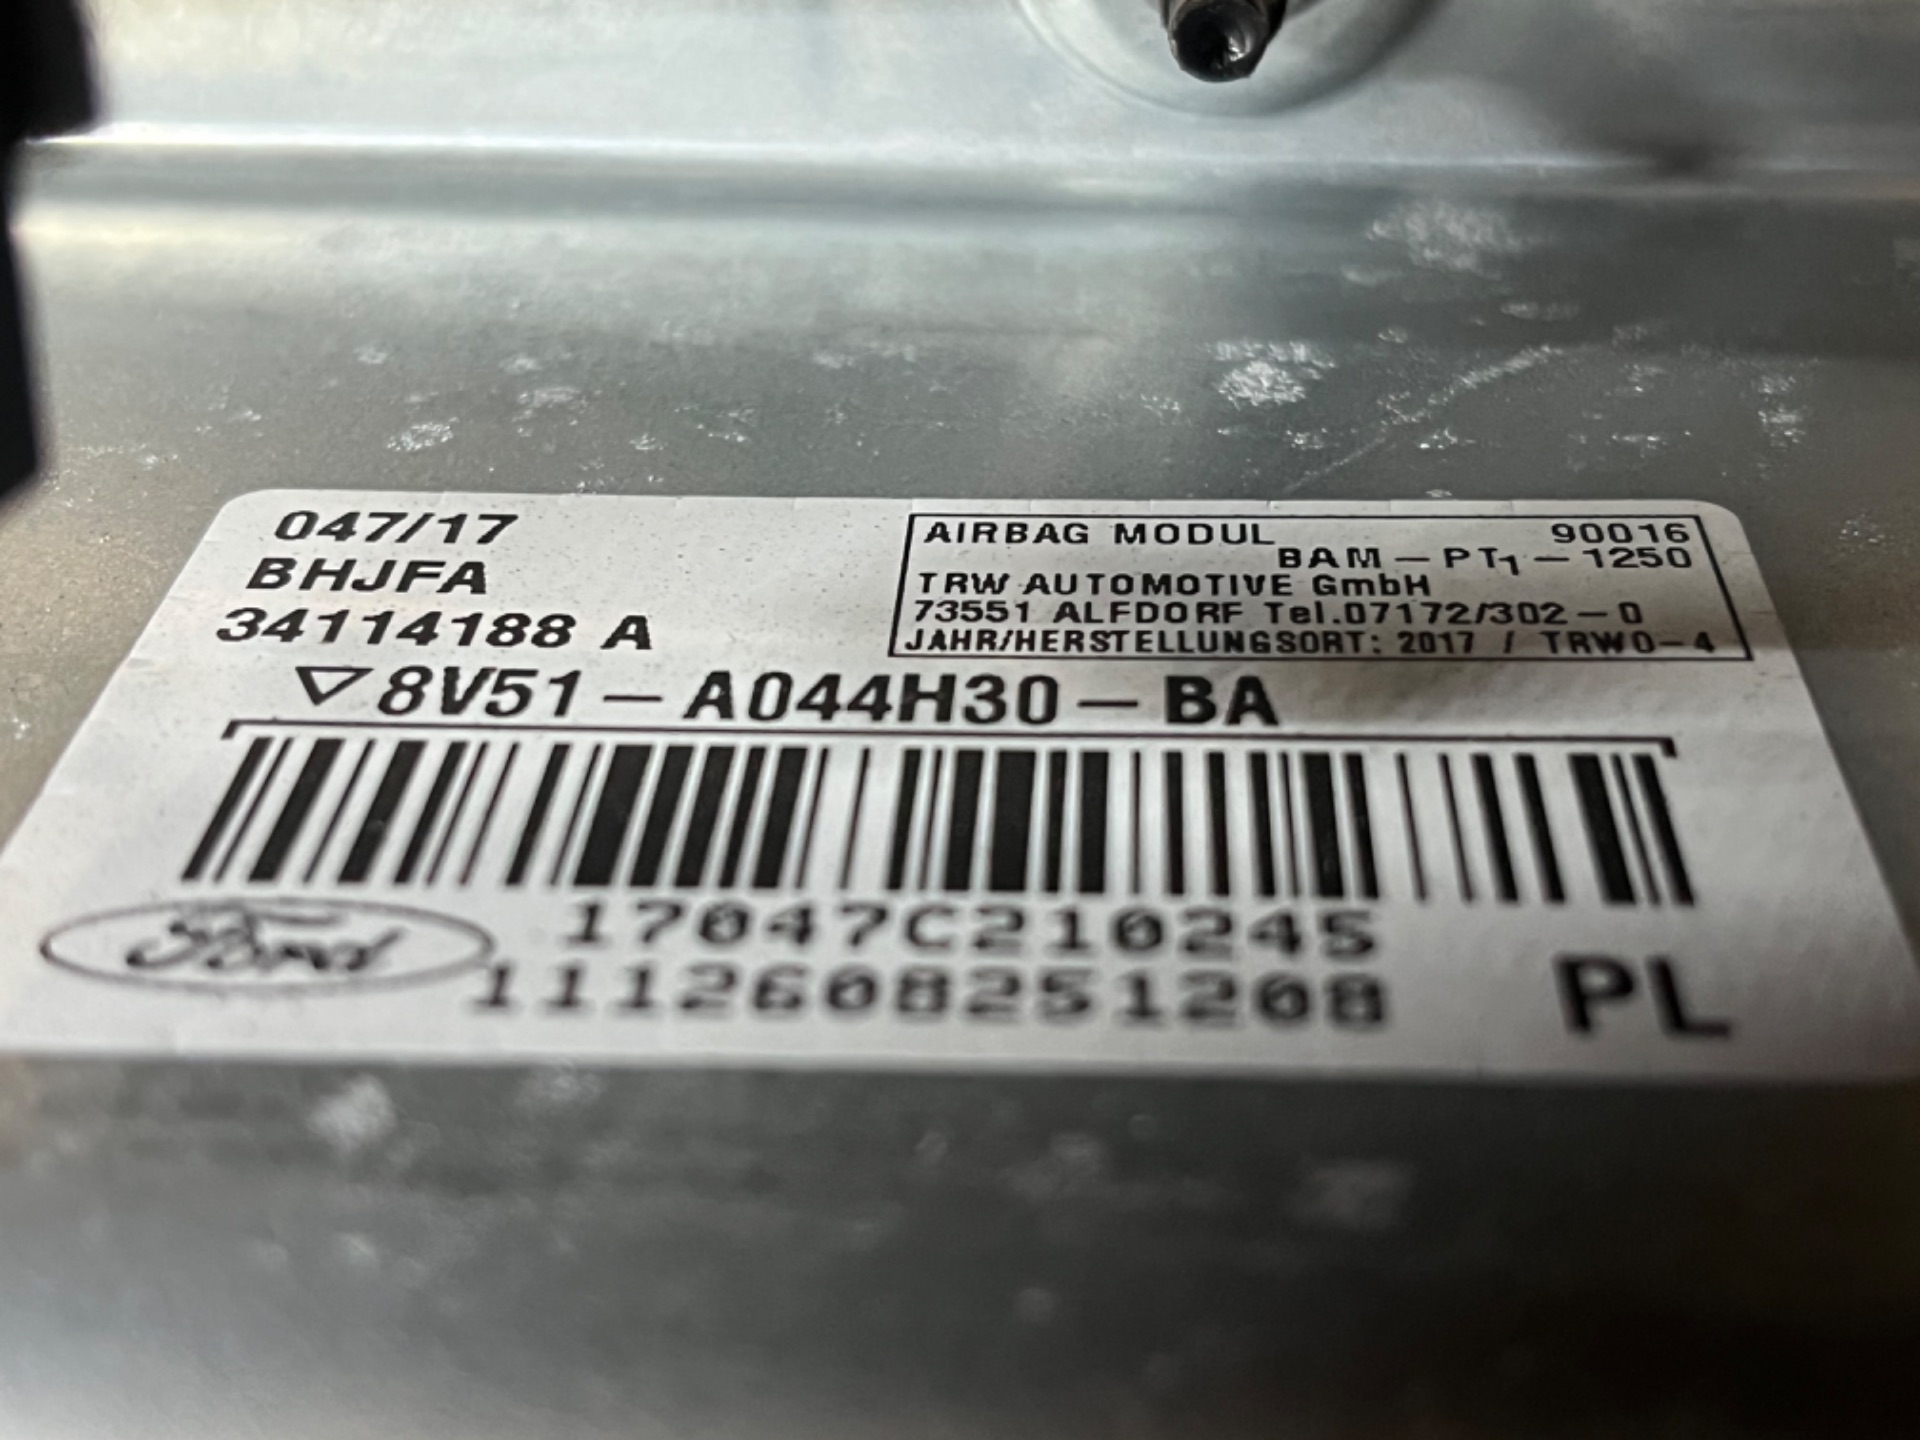 047/17
BHJFA
34114188 A
AIRBAG MODUL 90016
BAM-PT1-1250
TRW AUTOMOTIVE GmbH
73551 ALFDORF Tel.07172/302-0
JAHR/HERSTELLUNGSORT: 2017 / TRW0-4
8V51-A044H30-BA
17047C210245
Ford
1112608251208
PL